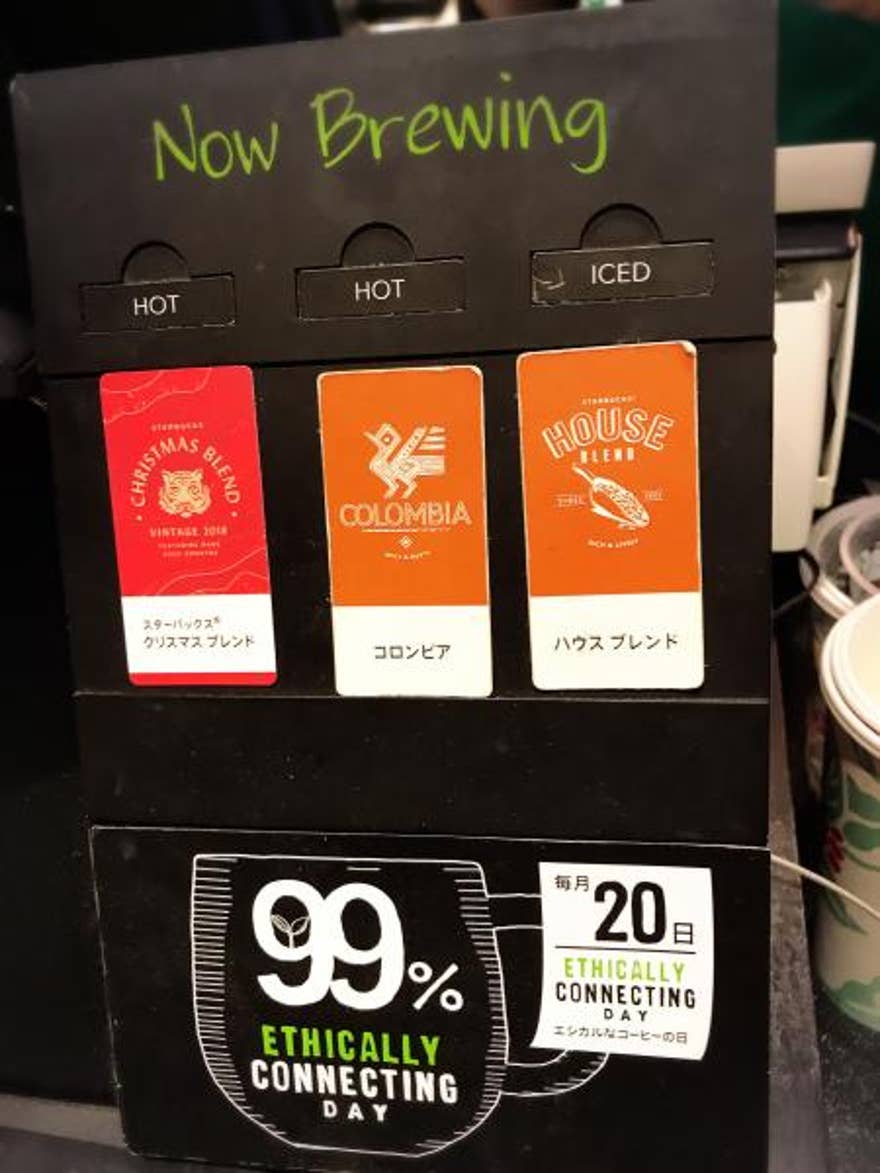 Now Brewing
HOT
HOT
ICED
STARBUCKS
CHRISTMAS BLEND
VINTAGE 2018
スターバックス®
クリスマス ブレンド
COLOMBIA
コロンビア
STARBUCKS
HOUSE
BLEND
RICH & LIVELY
ハウス ブレンド
99%
ETHICALLY
CONNECTING
DAY
毎月
20日
ETHICALLY
CONNECTING
DAY
エシカルなコーヒーの日